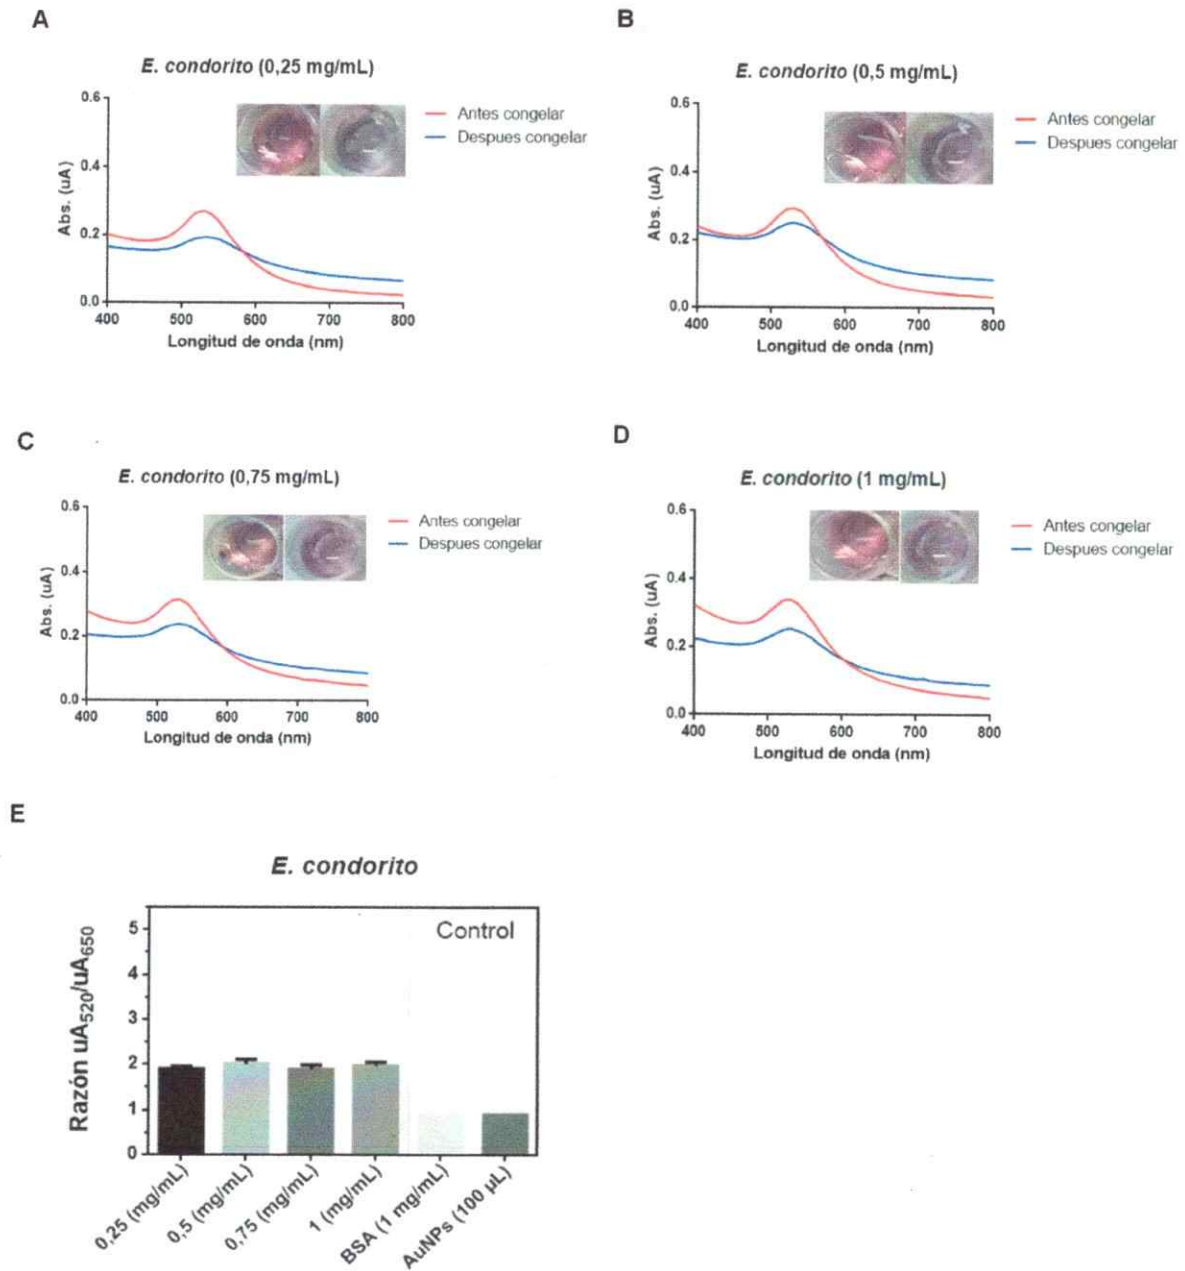 A
E. condorito (0,25 mg/mL)
0.6
0.4
0.2
0.0
Abs. (uA)
400 500 600 700 800
Longitud de onda (nm)
Antes congelar
Despues congelar
B
E. condorito (0,5 mg/mL)
0.6
0.4
0.2
0.0
Abs. (uA)
400 500 600 700 800
Longitud de onda (nm)
Antes congelar
Despues congelar
C
E. condorito (0,75 mg/mL)
0.6
0.4
0.2
0.0
Abs. (uA)
400 500 600 700 800
Longitud de onda (nm)
Antes congelar
Despues congelar
D
E. condorito (1 mg/mL)
0.6
0.4
0.2
0.0
Abs. (uA)
400 500 600 700 800
Longitud de onda (nm)
Antes congelar
Despues congelar
E
E. condorito
Control
5
4
3
2
1
0
Razón uA520/uA650
0,25 (mg/mL)
0,5 (mg/mL)
0,75 (mg/mL)
1 (mg/mL)
BSA (1 mg/mL)
AuNPs (100 µL)